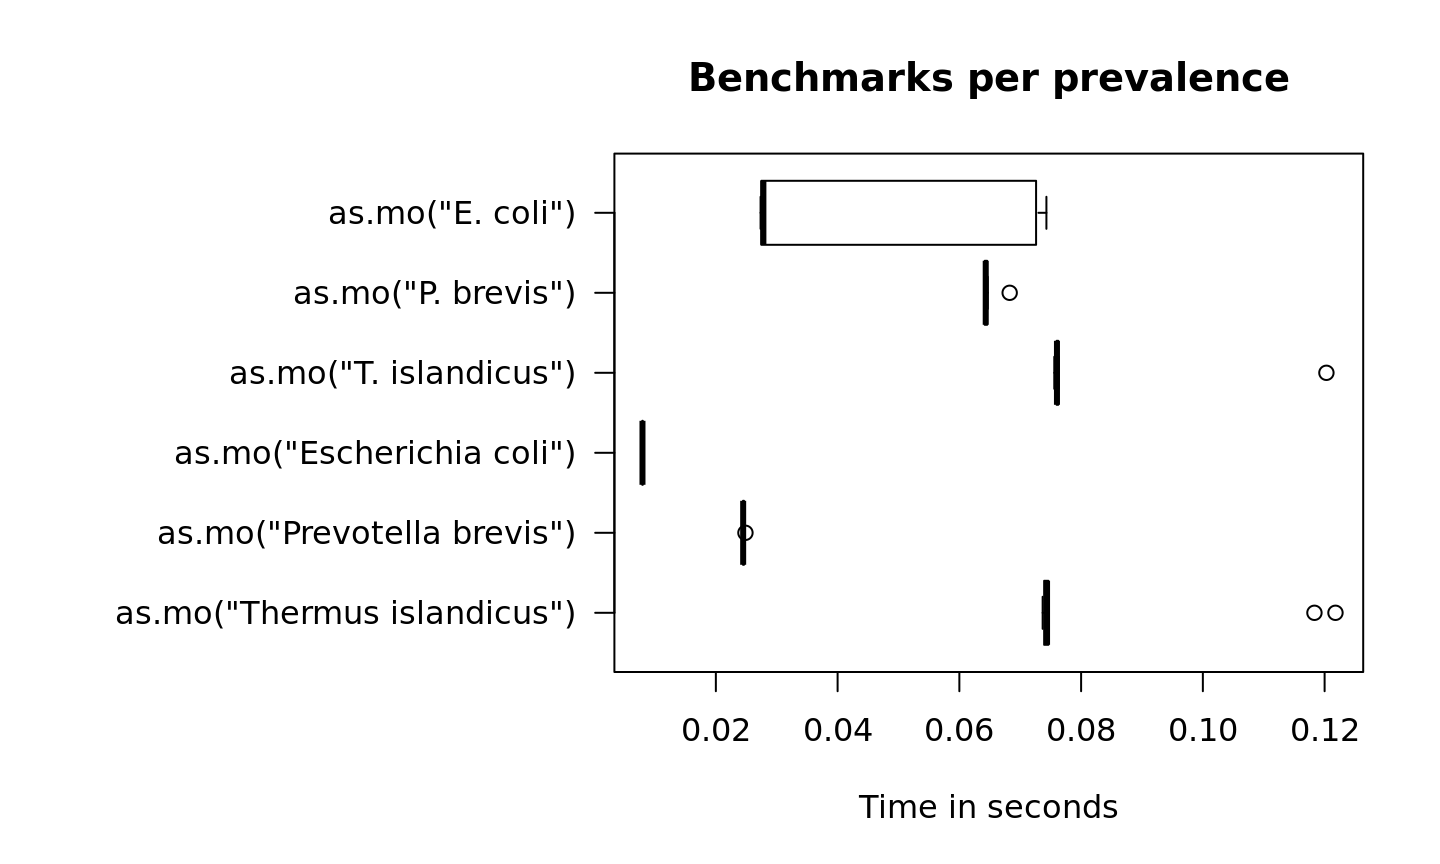 Benchmarks per prevalence
as.mo("E. coli")
as.mo("P. brevis")
as.mo("T. islandicus")
as.mo("Escherichia coli")
as.mo("Prevotella brevis")
as.mo("Thermus islandicus")
0.02 0.04 0.06 0.08 0.10 0.12
Time in seconds